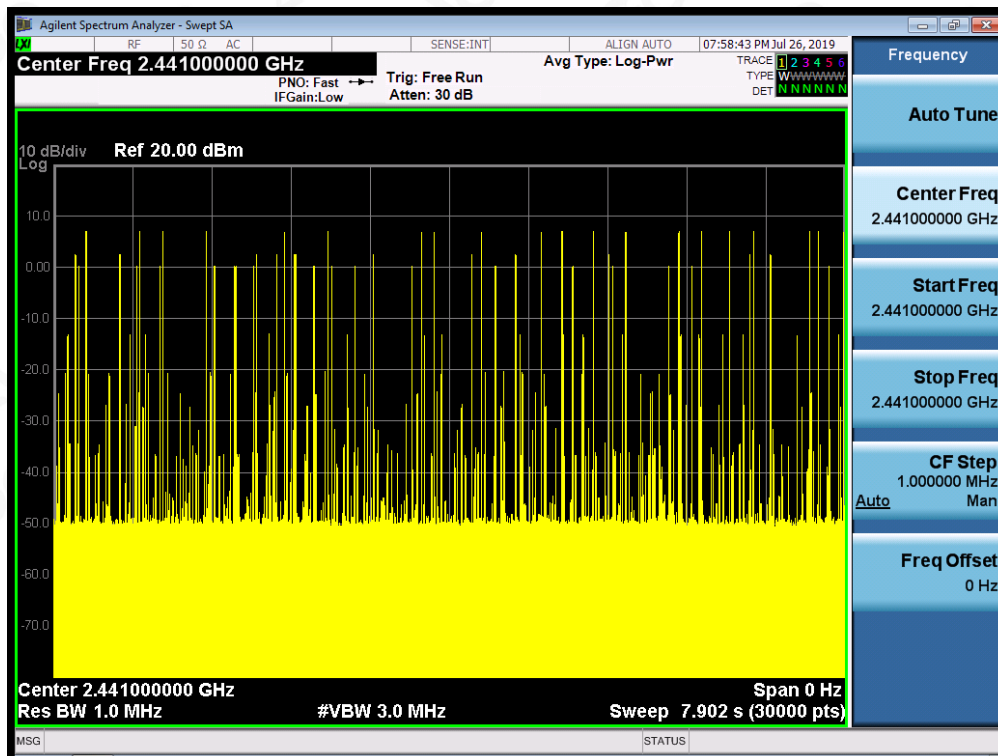 Agilent Spectrum Analyzer - Swept SA
LXI RF 50 Ω AC SENSE:INT ALIGN AUTO 07:58:43 PM Jul 26, 2019
Center Freq 2.441000000 GHz
PNO: Fast
IFGain:Low
Trig: Free Run
Atten: 30 dB
Avg Type: Log-Pwr
TRACE 1 2 3 4 5 6
TYPE W
DET N N N N N N
10 dB/div Ref 20.00 dBm
Log
10.0
0.00
-10.0
-20.0
-30.0
-40.0
-50.0
-60.0
-70.0
Center 2.441000000 GHz Span 0 Hz
Res BW 1.0 MHz #VBW 3.0 MHz Sweep 7.902 s (30000 pts)
MSG STATUS
Frequency
Auto Tune
Center Freq
2.441000000 GHz
Start Freq
2.441000000 GHz
Stop Freq
2.441000000 GHz
CF Step
1.000000 MHz
Auto Man
Freq Offset
0 Hz